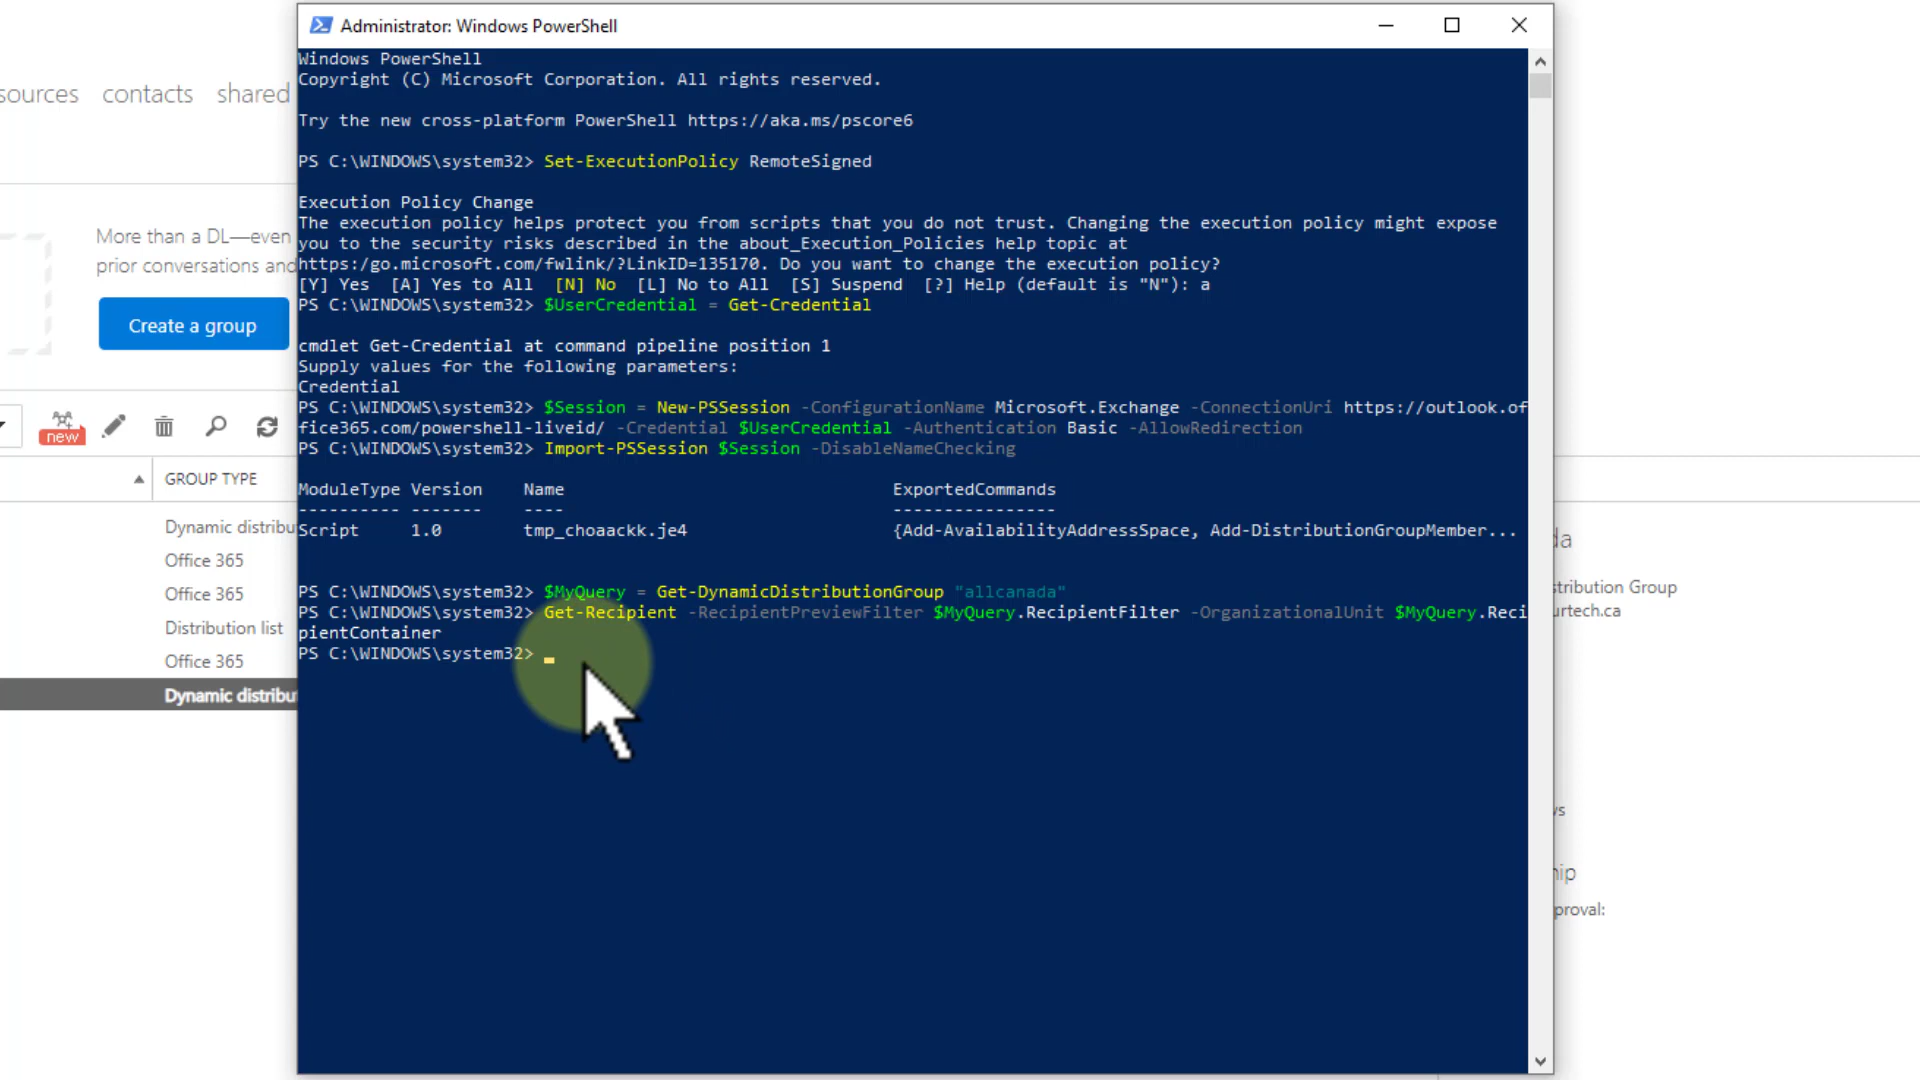 Administrator: Windows PowerShell
Windows PowerShell
Copyright (C) Microsoft Corporation. All rights reserved.
Try the new cross-platform PowerShell https://aka.ms/pscore6
PS C:\WINDOWS\system32> Set-ExecutionPolicy RemoteSigned
Execution Policy Change
The execution policy helps protect you from scripts that you do not trust. Changing the execution policy might expose
you to the security risks described in the about_Execution_Policies help topic at
https:/go.microsoft.com/fwlink/?LinkID=135170. Do you want to change the execution policy?
[Y] Yes  [A] Yes to All  [N] No  [L] No to All  [S] Suspend  [?] Help (default is "N"): a
PS C:\WINDOWS\system32> $UserCredential = Get-Credential
cmdlet Get-Credential at command pipeline position 1
Supply values for the following parameters:
Credential
PS C:\WINDOWS\system32> $Session = New-PSSession -ConfigurationName Microsoft.Exchange -ConnectionUri https://outlook.of
fice365.com/powershell-liveid/ -Credential $UserCredential -Authentication Basic -AllowRedirection
PS C:\WINDOWS\system32> Import-PSSession $Session -DisableNameChecking
ModuleType Version    Name                                ExportedCommands
---------- -------    ----                                ----------------
Script     1.0        tmp_choaackk.je4                    {Add-AvailabilityAddressSpace, Add-DistributionGroupMember...
PS C:\WINDOWS\system32> $MyQuery = Get-DynamicDistributionGroup "allcanada"
PS C:\WINDOWS\system32> Get-Recipient -RecipientPreviewFilter $MyQuery.RecipientFilter -OrganizationalUnit $MyQuery.Reci
pientContainer
PS C:\WINDOWS\system32>
sources contacts shared
More than a DL—even
prior conversations and
Create a group
new
GROUP TYPE
Dynamic distribu
Office 365
Office 365
Distribution list
Office 365
Dynamic distribu
da
stribution Group
urtech.ca
ws
hip
proval: